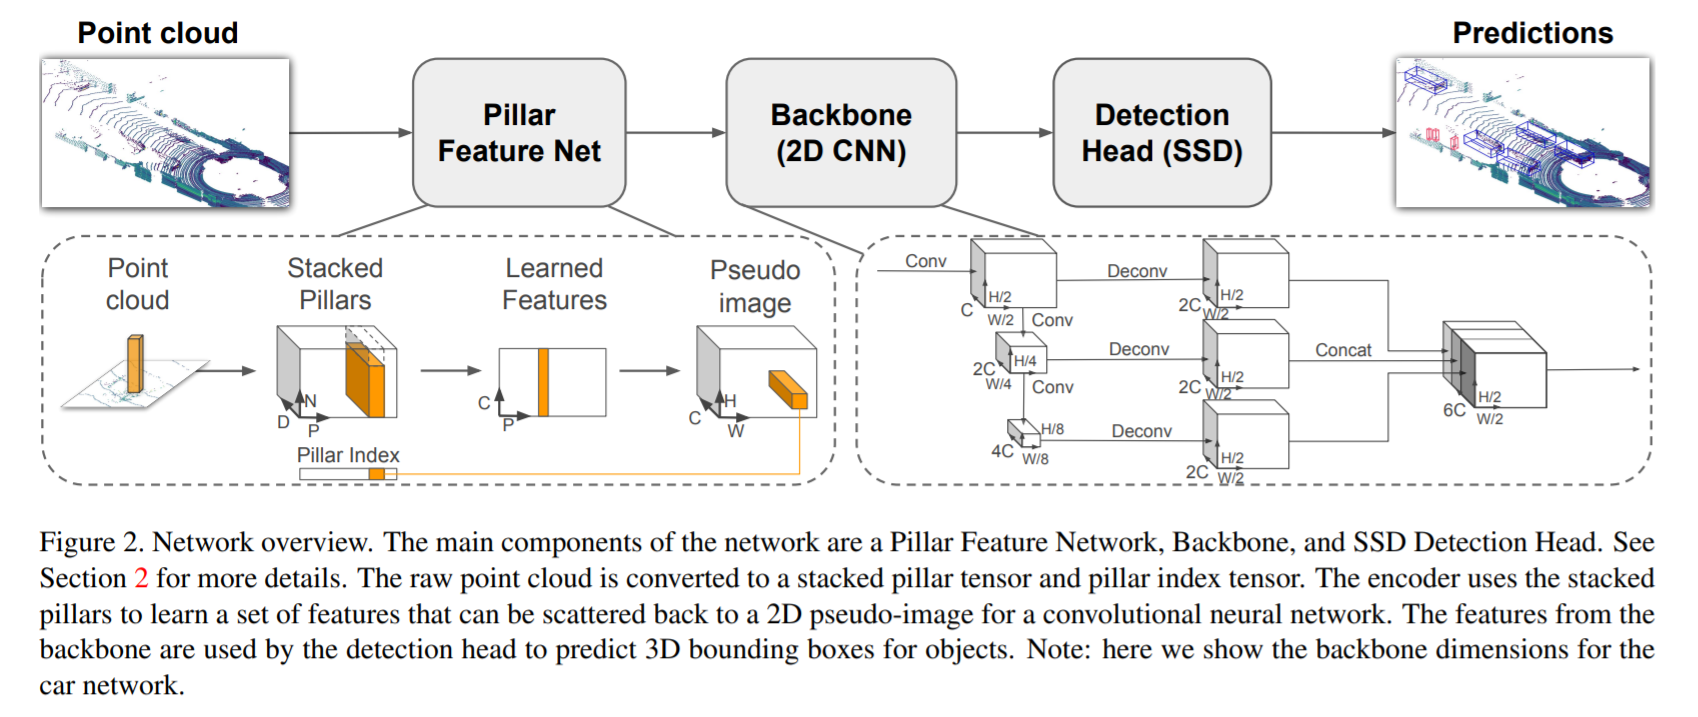 Point cloud
Predictions
Pillar
Feature Net
Backbone
(2D CNN)
Detection
Head (SSD)
Point
cloud
Stacked
Pillars
Learned
Features
Pseudo
image
N
D
P
C
P
H
C
W
Pillar Index
Conv
H/2
C
W/2
Conv
H/4
2C
W/4
Conv
H/8
4C
W/8
Deconv
H/2
2C
W/2
Deconv
H/2
2C
W/2
Deconv
H/2
2C
W/2
Concat
H/2
6C
W/2
Figure 2. Network overview. The main components of the network are a Pillar Feature Network, Backbone, and SSD Detection Head. See
Section 2 for more details. The raw point cloud is converted to a stacked pillar tensor and pillar index tensor. The encoder uses the stacked
pillars to learn a set of features that can be scattered back to a 2D pseudo-image for a convolutional neural network. The features from the
backbone are used by the detection head to predict 3D bounding boxes for objects. Note: here we show the backbone dimensions for the
car network.